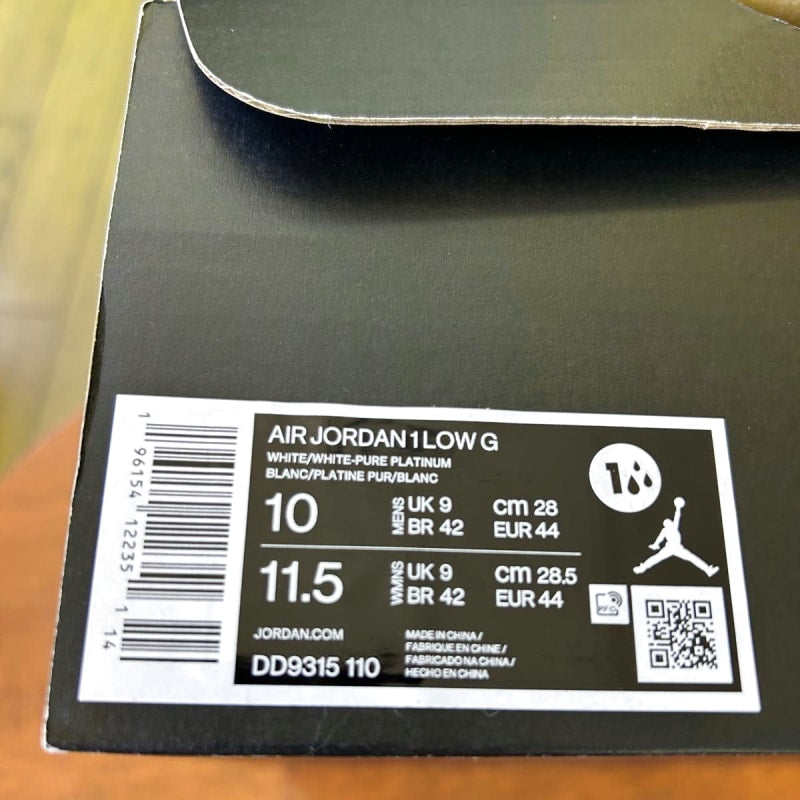 AIR JORDAN 1 LOW G
WHITE/WHITE-PURE PLATINUM
BLANC/PLATINE PUR/BLANC
10
MENS
UK 9
BR 42
cm 28
EUR 44
11.5
WMNS
UK 9
BR 42
cm 28.5
EUR 44
JORDAN.COM
DD9315 110
MADE IN CHINA /
FABRIQUE EN CHINE /
FABRICADO NA CHINA /
HECHO EN CHINA
1
RFID
1 96154 12235 1
14